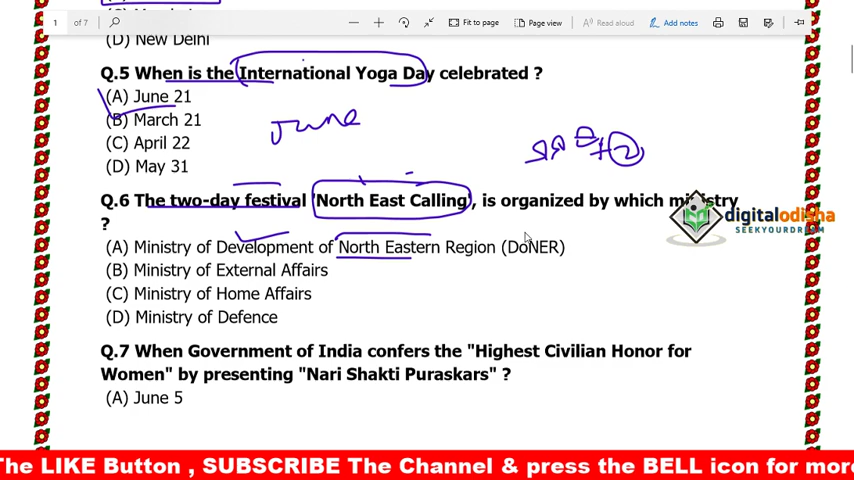 1 of 7
Fit to page
Page view
Read aloud
Add notes
(D) New Delhi
Q.5 When is the International Yoga Day celebrated ?
(A) June 21
(B) March 21
(C) April 22
(D) May 31
June
Q.6 The two-day festival 'North East Calling', is organized by which ministry
?
(A) Ministry of Development of North Eastern Region (DoNER)
(B) Ministry of External Affairs
(C) Ministry of Home Affairs
(D) Ministry of Defence
digitalodisha
SEEKYOURDREAM
Q.7 When Government of India confers the "Highest Civilian Honor for
Women" by presenting "Nari Shakti Puraskars" ?
(A) June 5
The LIKE Button , SUBSCRIBE The Channel & press the BELL icon for more